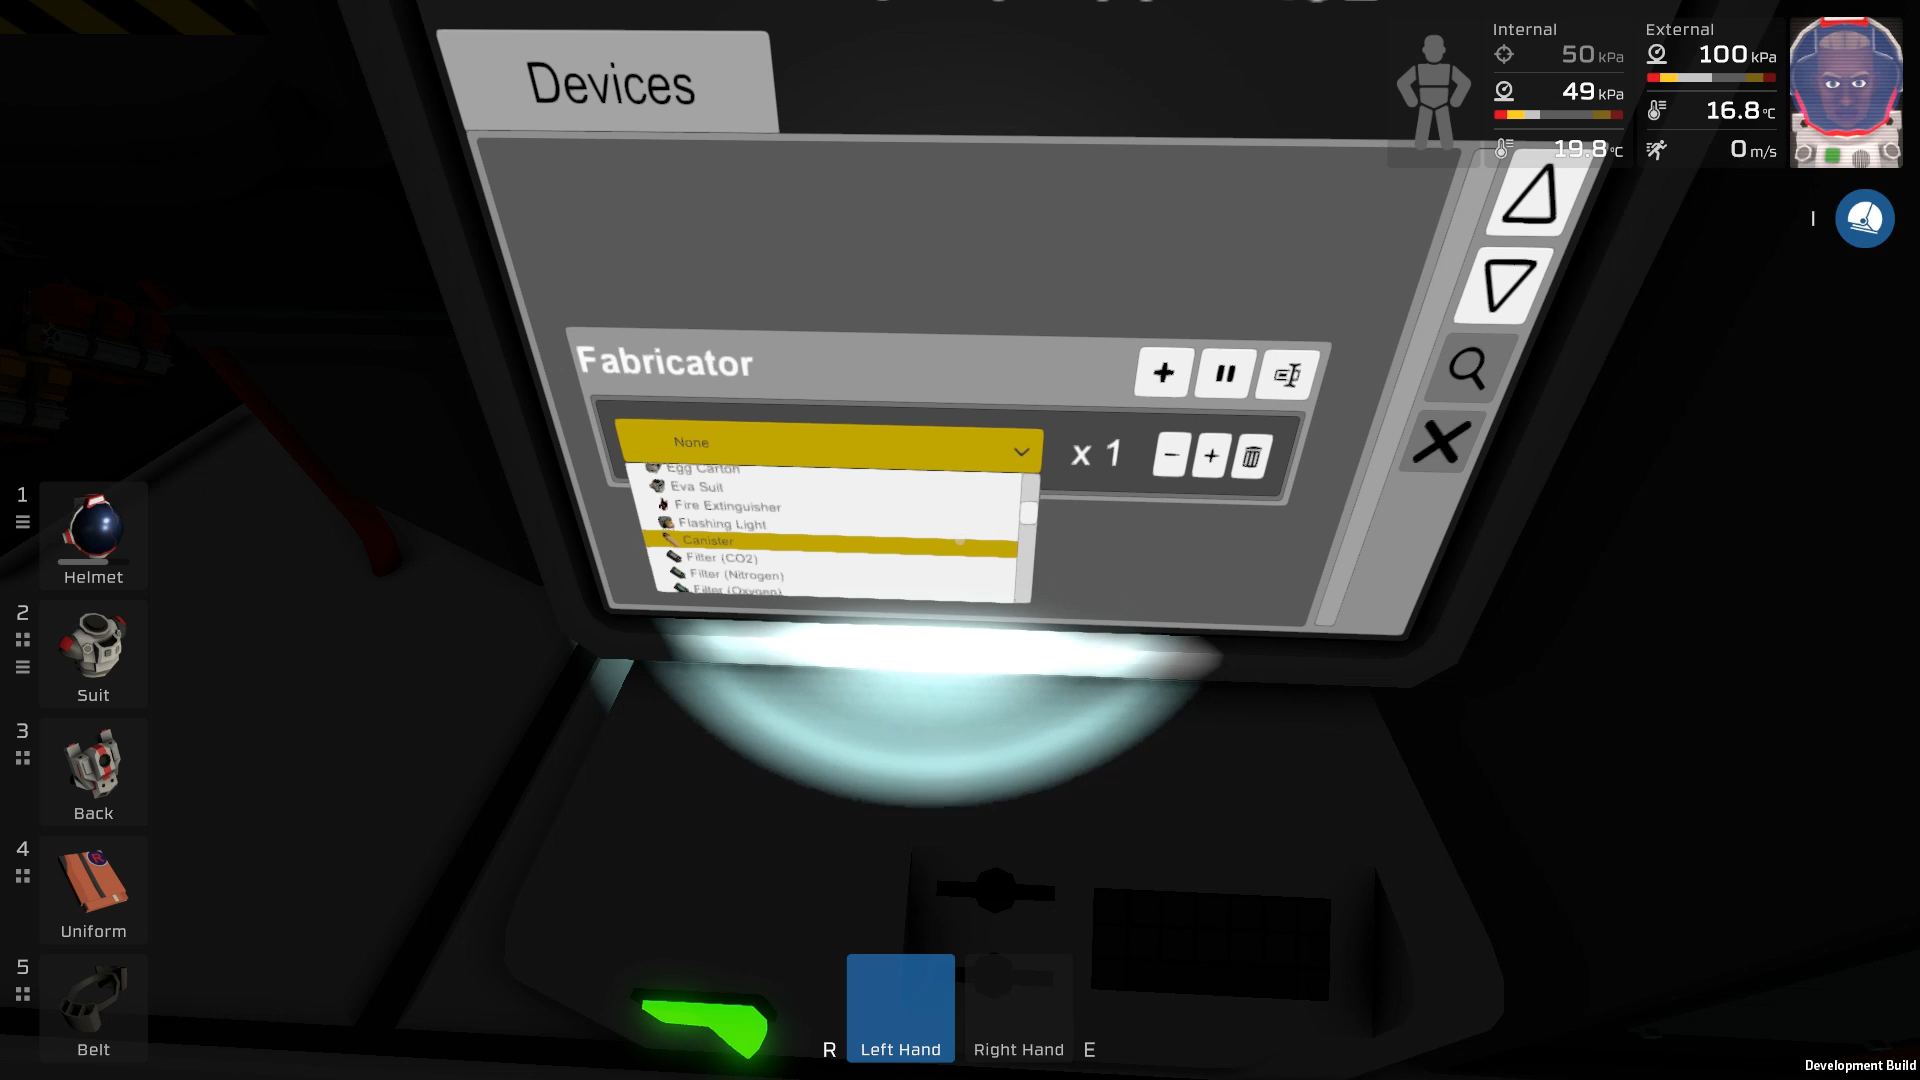 Devices
Internal
50 kPa
49 kPa
19.8 °C
External
100 kPa
16.8 °C
0 m/s
I
Fabricator
None
x 1
Egg Carton
Eva Suit
Fire Extinguisher
Flashing Light
Canister
Filter (CO2)
Filter (Nitrogen)
Filter (Oxygen)
1
Helmet
2
Suit
3
Back
4
R
Uniform
5
Belt
R
Left Hand
Right Hand
E
Development Build